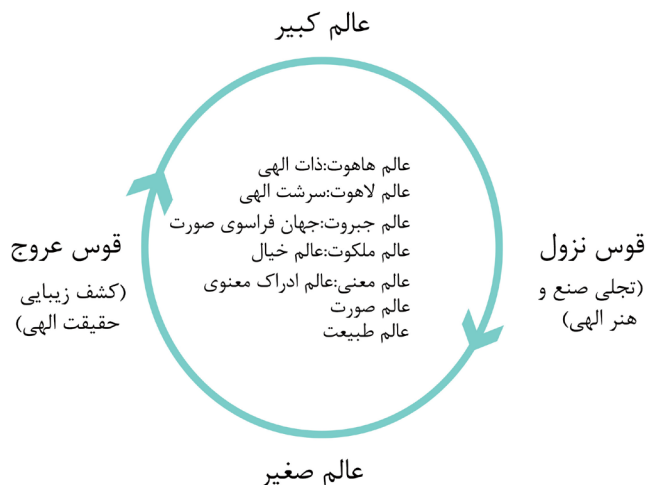 عالم کبیر
عالم هاهوت:ذات الهی
عالم لاهوت:سرشت الهی
عالم جبروت:جهان فراسوی صورت
عالم ملکوت:عالم خیال
عالم معنی:عالم ادراک معنوی
عالم صورت
عالم طبیعت
قوس نزول
(تجلی صنع و
هنر الهی)
قوس عروج
(کشف زیبایی
حقیقت الهی)
عالم صغیر